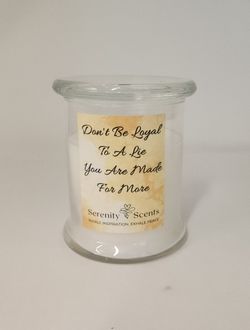 Don't Be Loyal
To A Lie
You Are Made
For More
Serenity Scents
INHALE INSPIRATION, EXHALE PEACE